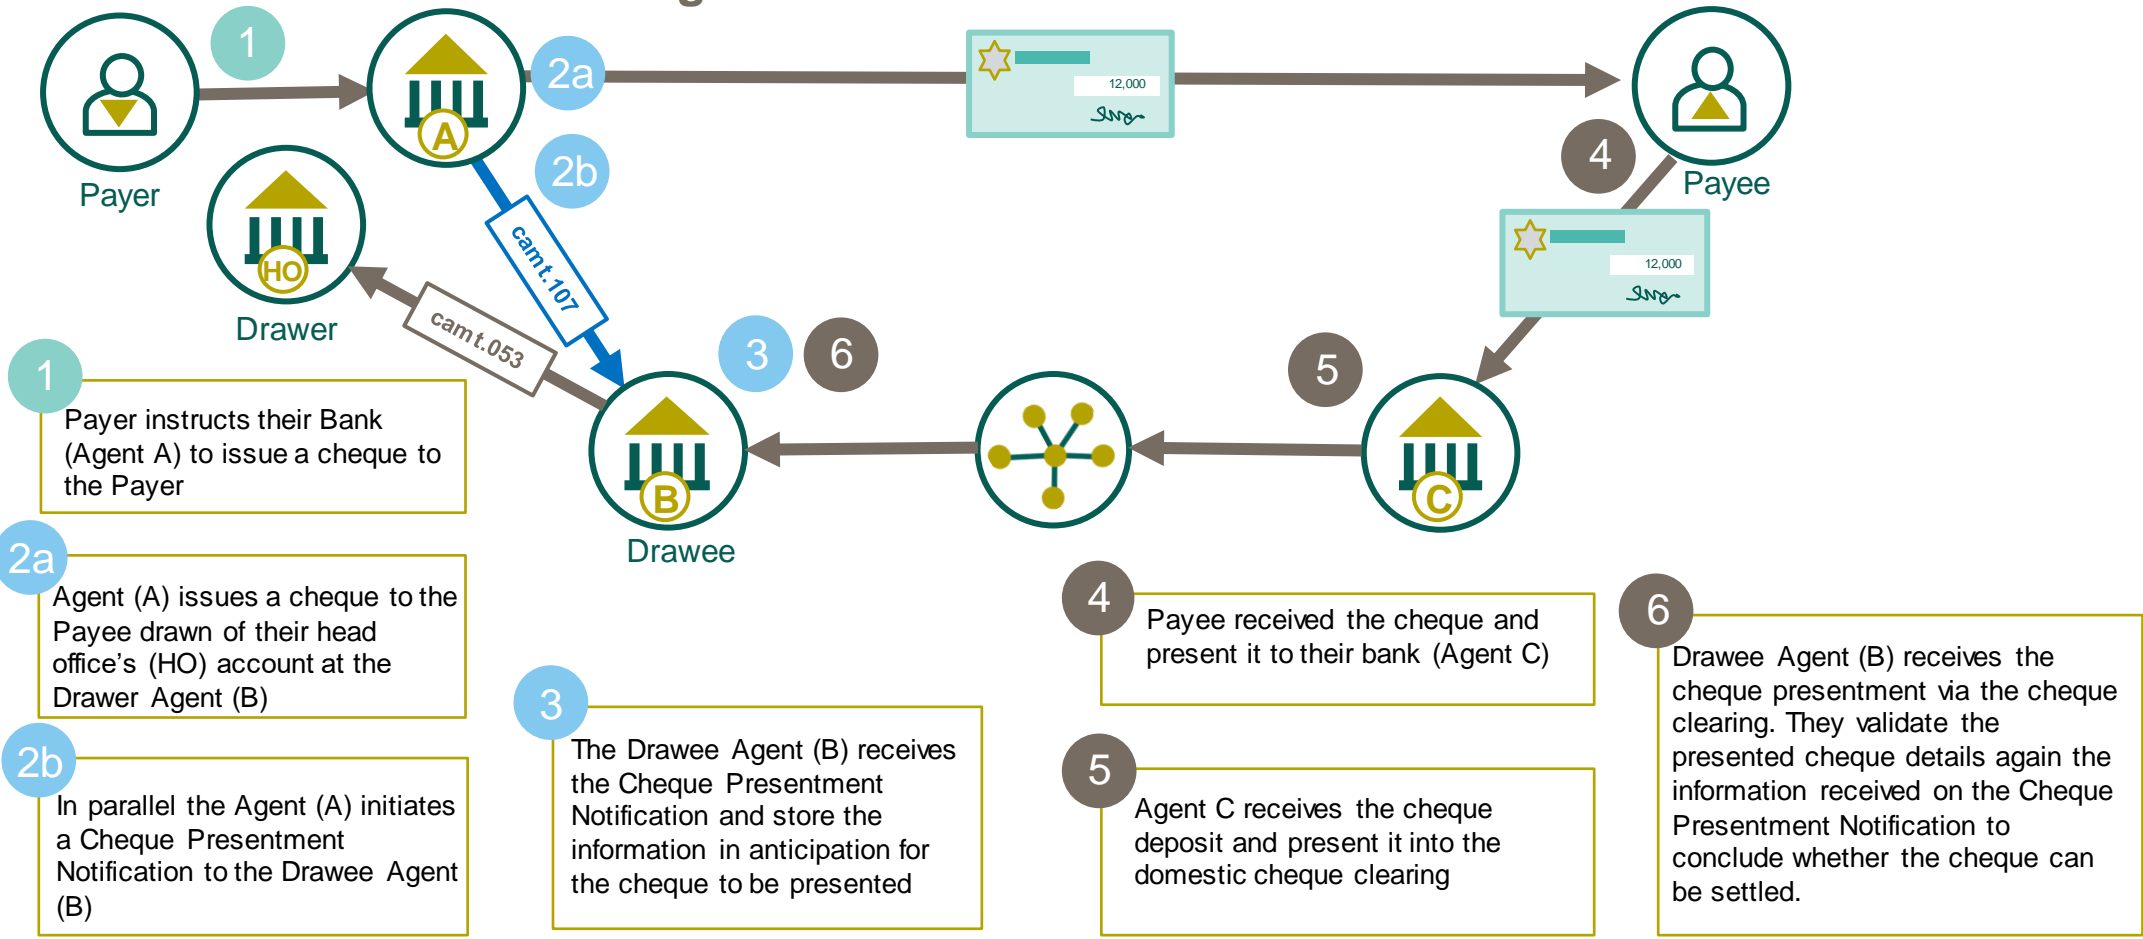 1
2a
12,000
A
2b
4
Payer
Payee
HO
camt.107
12,000
Drawer
camt.053
3
6
5
B
C
Drawee
1
Payer instructs their Bank
(Agent A) to issue a cheque to
the Payer
2a
Agent (A) issues a cheque to the
Payee drawn of their head
office's (HO) account at the
Drawer Agent (B)
2b
In parallel the Agent (A) initiates
a Cheque Presentment
Notification to the Drawee Agent
(B)
3
The Drawee Agent (B) receives
the Cheque Presentment
Notification and store the
information in anticipation for
the cheque to be presented
4
Payee received the cheque and
present it to their bank (Agent C)
5
Agent C receives the cheque
deposit and present it into the
domestic cheque clearing
6
Drawee Agent (B) receives the
cheque presentment via the cheque
clearing. They validate the
presented cheque details again the
information received on the Cheque
Presentment Notification to
conclude whether the cheque can
be settled.